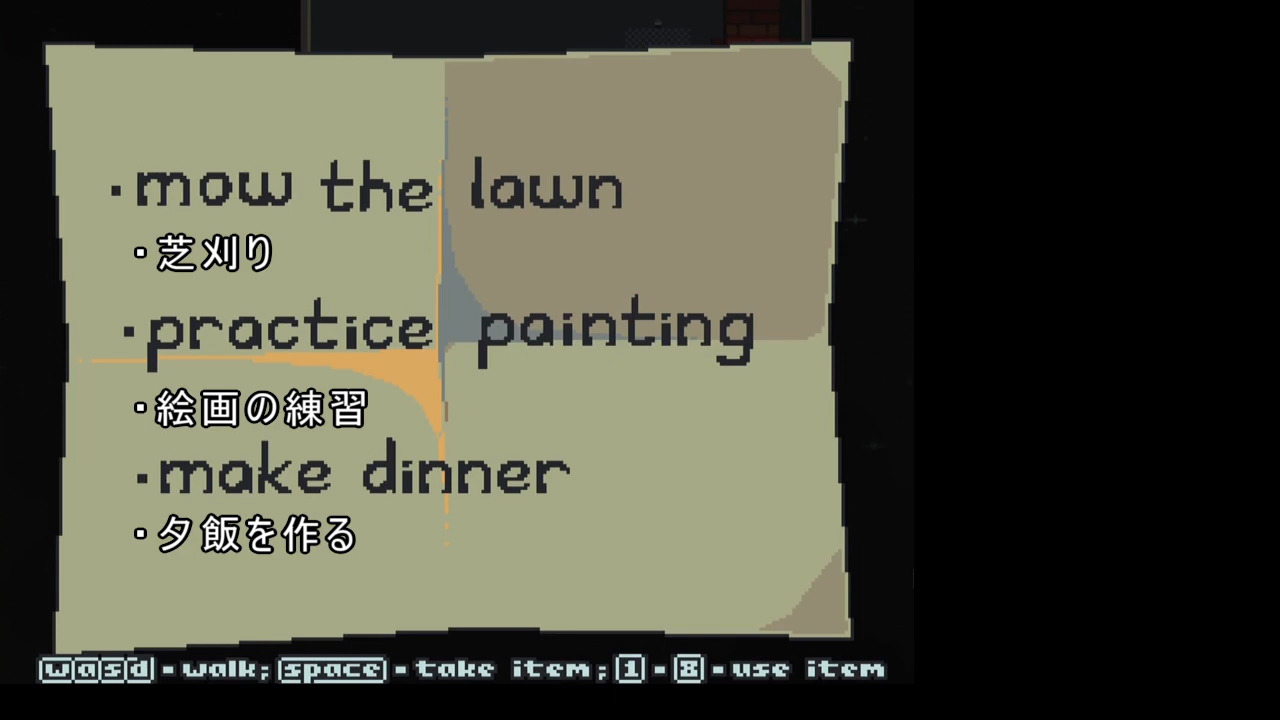 ·mow the lawn
·芝刈り
·practice painting
·絵画の練習
·make dinner
·夕飯を作る
wasd-walk; space-take item; 1-8-use item